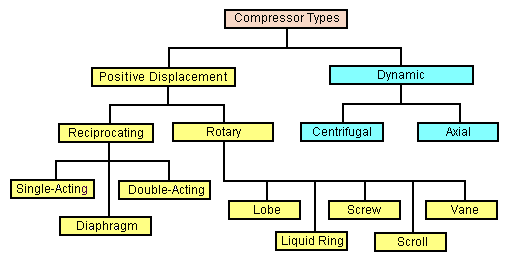 Compressor Types
Positive Displacement
Dynamic
Reciprocating
Rotary
Centrifugal
Axial
Single-Acting
Double-Acting
Diaphragm
Lobe
Screw
Vane
Liquid Ring
Scroll